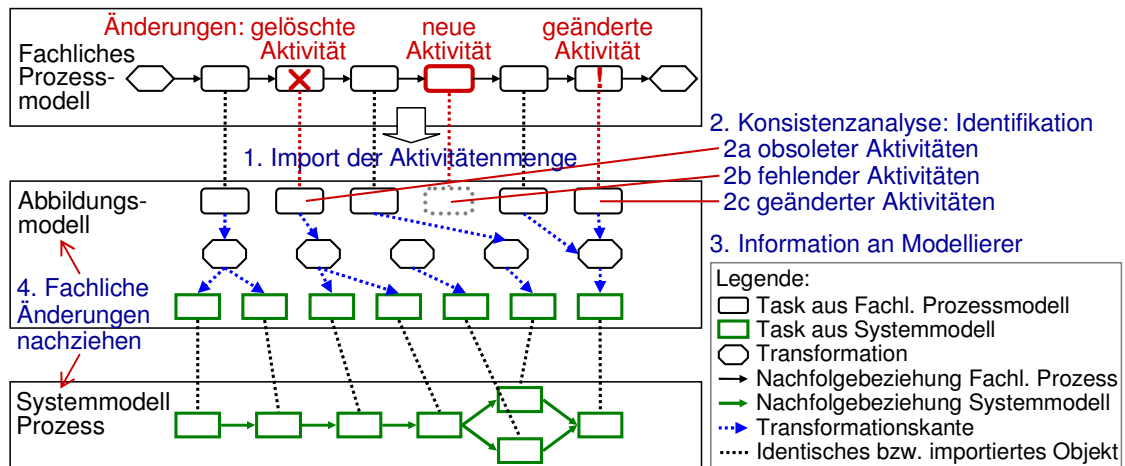 Änderungen: gelöschte Aktivität
neue Aktivität
geänderte Aktivität
Fachliches
Prozess-
modell
!
1. Import der Aktivitätenmenge
2. Konsistenzanalyse: Identifikation
2a obsoleter Aktivitäten
2b fehlender Aktivitäten
2c geänderter Aktivitäten
3. Information an Modellierer
Abbildungs-
modell
4. Fachliche
Änderungen
nachziehen
Systemmodell
Prozess
Legende:
Task aus Fachl. Prozessmodell
Task aus Systemmodell
Transformation
Nachfolgebeziehung Fachl. Prozess
Nachfolgebeziehung Systemmodell
Transformationskante
Identisches bzw. importiertes Objekt